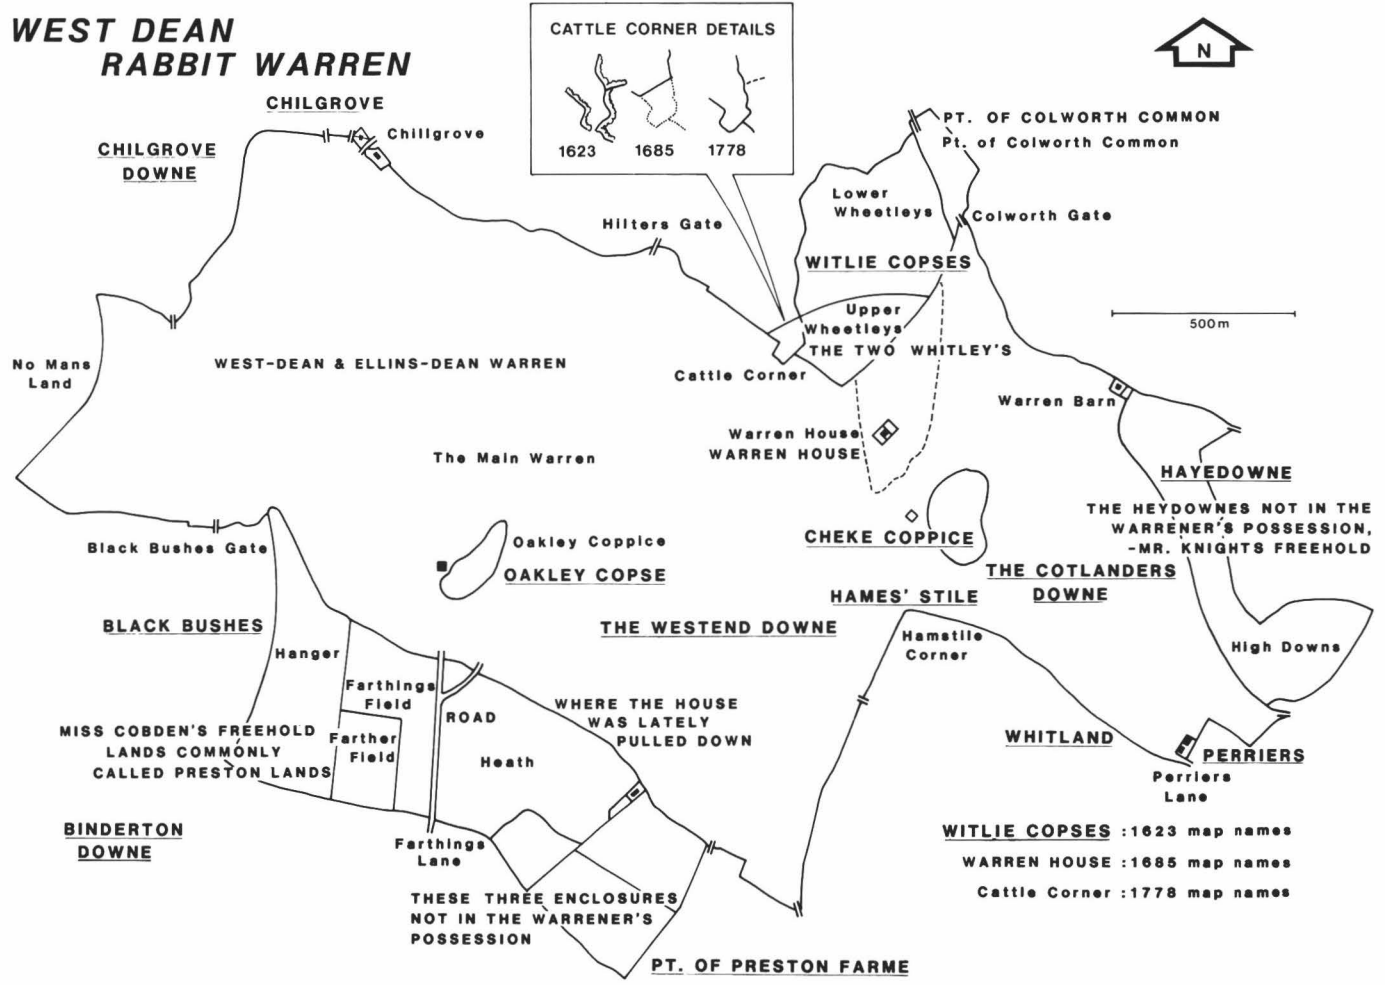 WEST DEAN
RABBIT WARREN
CATTLE CORNER DETAILS
1623 1685 1778
N
CHILGROVE
Chillgrove
CHILGROVE
DOWNE
PT. OF COLWORTH COMMON
Pt. of Colworth Common
Lower
Wheetleys
Colworth Gate
Hilters Gate
WITLIE COPSES
Upper
Wheetleys
THE TWO WHITLEY'S
500m
No Mans
Land
WEST-DEAN & ELLINS-DEAN WARREN
Cattle Corner
Warren Barn
Warren House
WARREN HOUSE
The Main Warren
HAYEDOWNE
THE HEYDOWNES NOT IN THE
WARRENER'S POSSESSION,
-MR. KNIGHTS FREEHOLD
Black Bushes Gate
Oakley Coppice
OAKLEY COPSE
CHEKE COPPICE
THE COTLANDERS
DOWNE
HAMES' STILE
BLACK BUSHES
THE WESTEND DOWNE
Hamstile
Corner
High Downs
Hanger
Farthings
Field
ROAD
WHERE THE HOUSE
WAS LATELY
PULLED DOWN
MISS COBDEN'S FREEHOLD
LANDS COMMONLY
CALLED PRESTON LANDS
Farther
Field
Heath
WHITLAND
PERRIERS
Perriers
Lane
BINDERTON
DOWNE
Farthings
Lane
WITLIE COPSES :1623 map names
WARREN HOUSE :1685 map names
Cattle Corner :1778 map names
THESE THREE ENCLOSURES
NOT IN THE WARRENER'S
POSSESSION
PT. OF PRESTON FARME